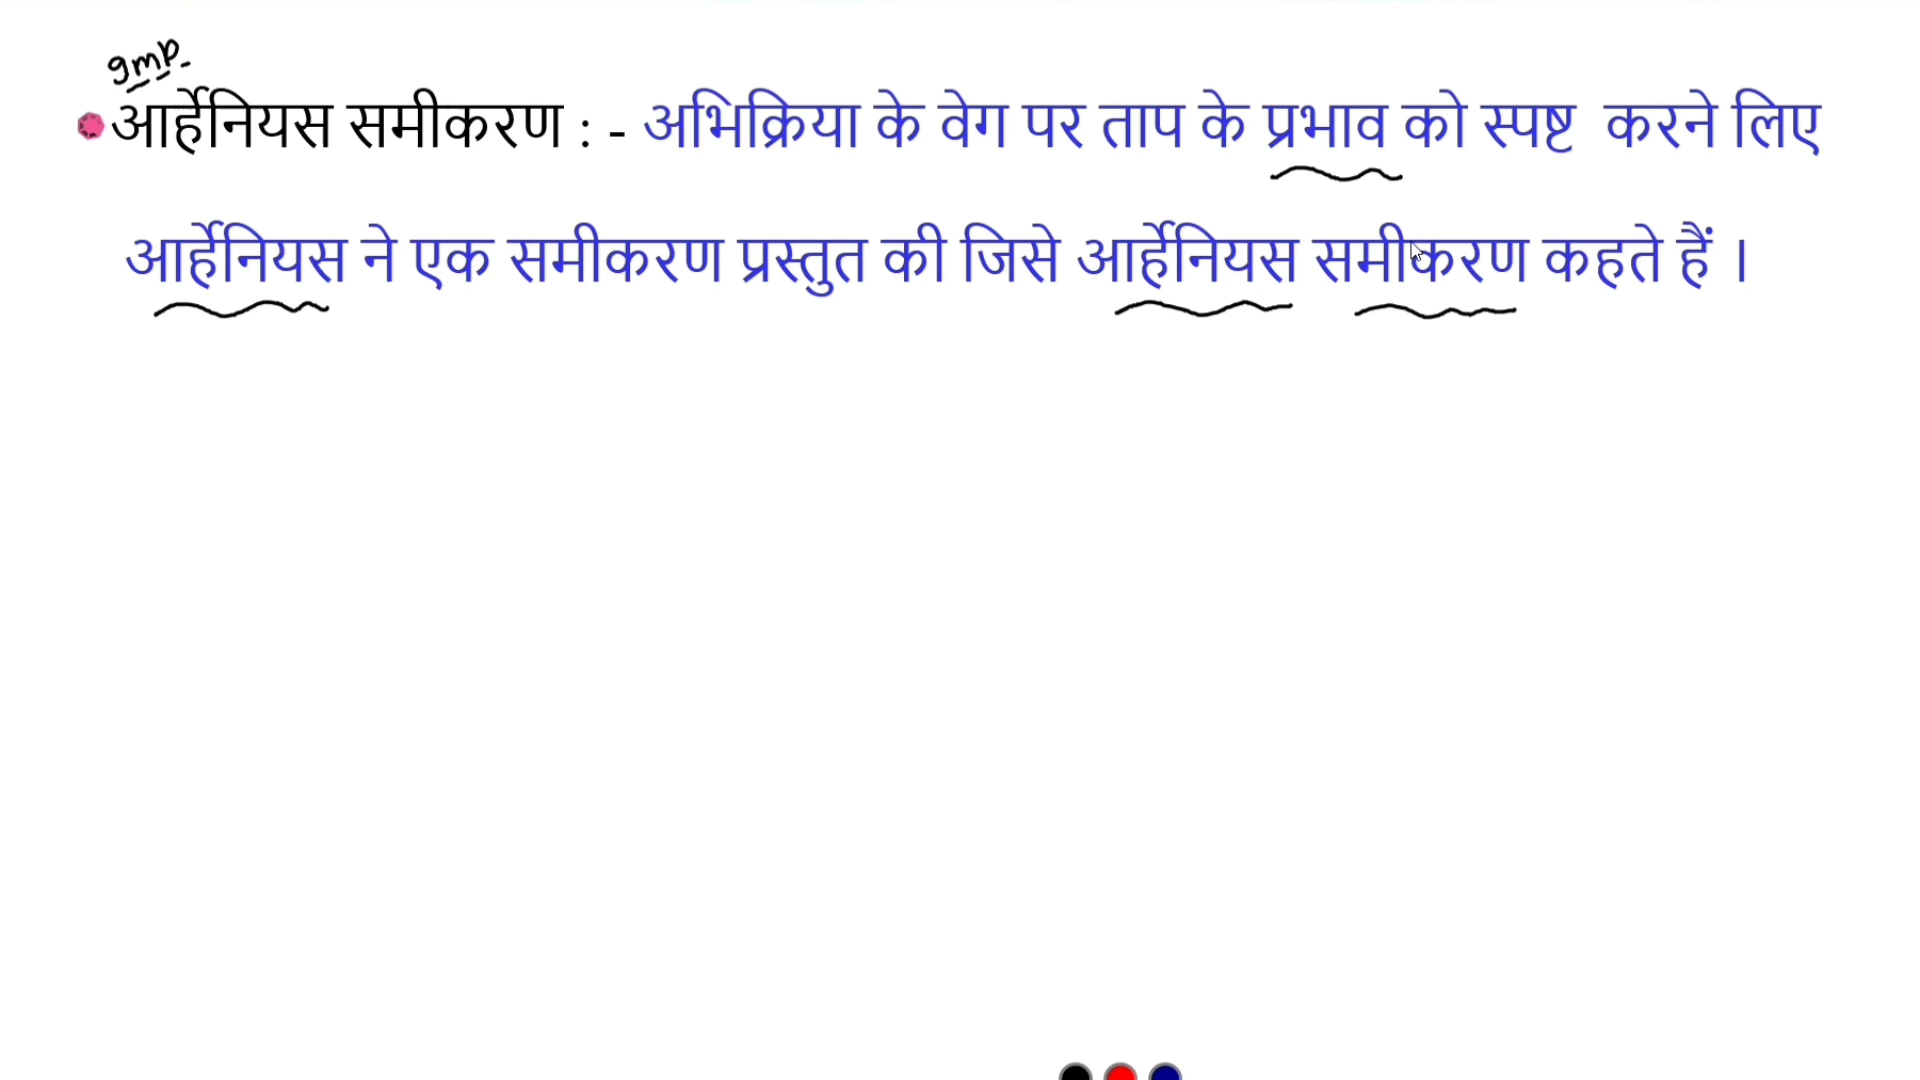 Imp.
आर्हेनियस समीकरण : - अभिक्रिया के वेग पर ताप के प्रभाव को स्पष्ट करने लिए
आर्हेनियस ने एक समीकरण प्रस्तुत की जिसे आर्हेनियस समीकरण कहते हैं ।